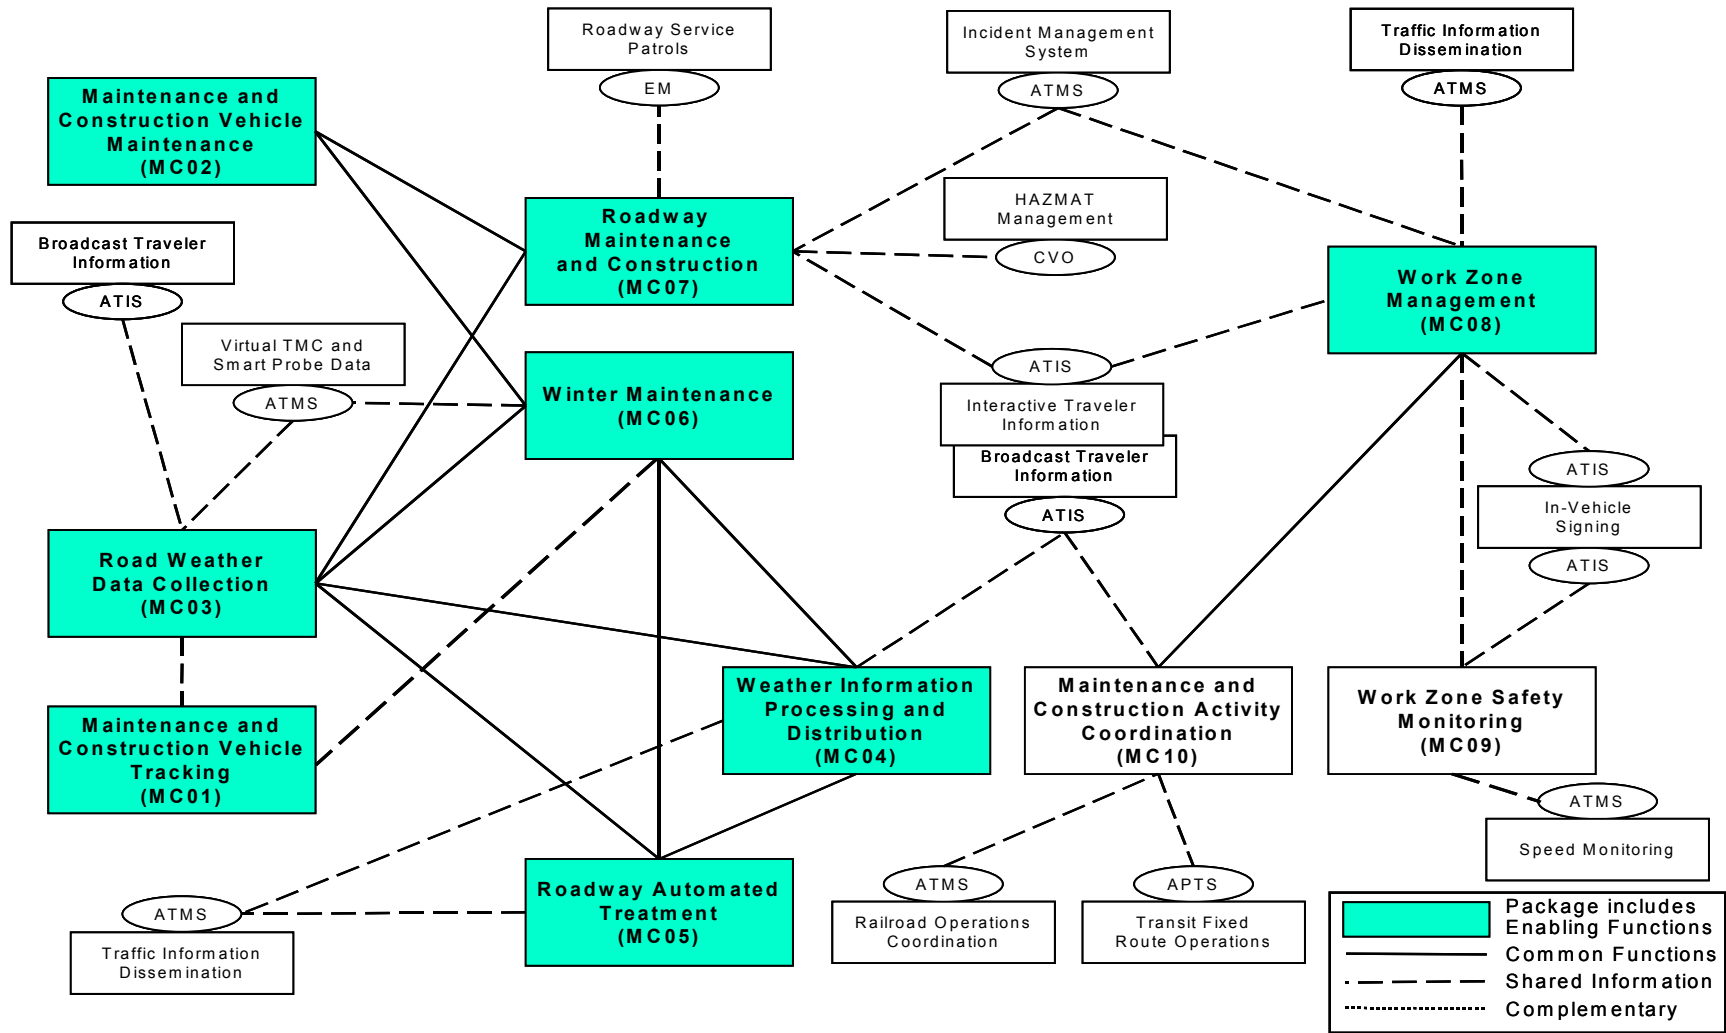 Roadway Service
Patrols
EM
Incident Management
System
ATMS
Traffic Information
Dissemination
ATMS
Maintenance and
Construction Vehicle
Maintenance
(MC02)
Roadway
Maintenance
and Construction
(MC07)
HAZMAT
Management
CVO
Broadcast Traveler
Information
ATIS
Work Zone
Management
(MC08)
Virtual TMC and
Smart Probe Data
ATMS
Winter Maintenance
(MC06)
ATIS
Interactive Traveler
Information
Broadcast Traveler
Information
ATIS
ATIS
In-Vehicle
Signing
ATIS
Road Weather
Data Collection
(MC03)
Maintenance and
Construction Vehicle
Tracking
(MC01)
Weather Information
Processing and
Distribution
(MC04)
Maintenance and
Construction Activity
Coordination
(MC10)
Work Zone Safety
Monitoring
(MC09)
ATMS
Speed Monitoring
ATMS
Traffic Information
Dissemination
Roadway Automated
Treatment
(MC05)
ATMS
Railroad Operations
Coordination
APTS
Transit Fixed
Route Operations
Package includes
Enabling Functions
Common Functions
Shared Information
Complementary